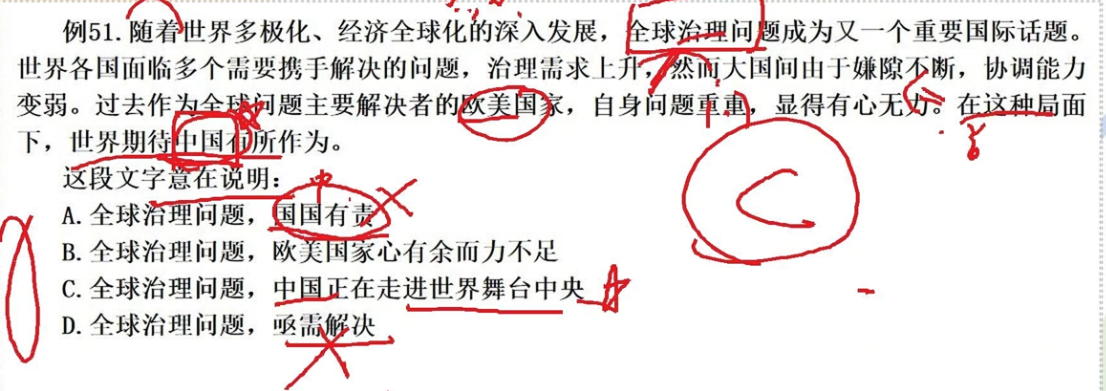 例51.随着世界多极化、经济全球化的深入发展，全球治理问题成为又一个重要国际话题。
世界各国面临多个需要携手解决的问题，治理需求上升，然而大国间由于嫌隙不断，协调能力
变弱。过去作为全球问题主要解决者的欧美国家，自身问题重重，显得有心无力。在这种局面
下，世界期待中国有所作为。
这段文字意在说明：
A.全球治理问题，国国有责
B.全球治理问题，欧美国家心有余而力不足
C.全球治理问题，中国正在走进世界舞台中央
D.全球治理问题，亟需解决